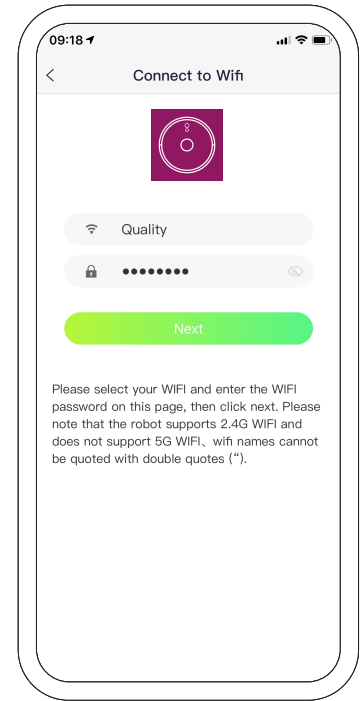 09:18
Connect to Wifi
Quality
••••••••
Next
Please select your WIFI and enter the WIFI
password on this page, then click next. Please
note that the robot supports 2.4G WIFI and
does not support 5G WIFI、wifi names cannot
be quoted with double quotes (“).